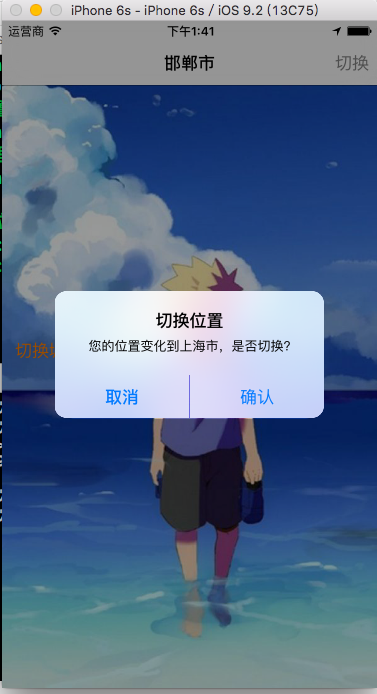 iPhone 6s - iPhone 6s / iOS 9.2 (13C75)
运营商 下午1:41
邯郸市 切换
切换位置
您的位置变化到上海市，是否切换?
切换
取消 确认